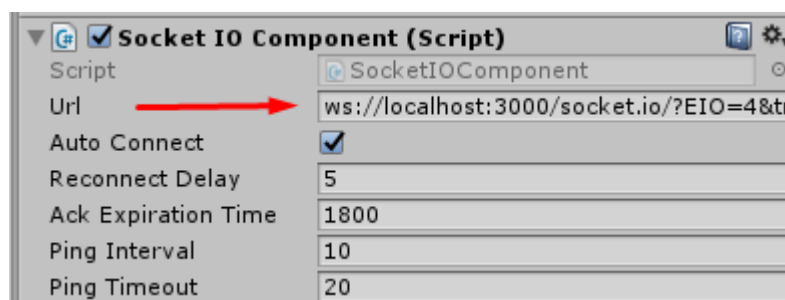 Socket IO Component (Script)
Script SocketIOComponent
Url ws://localhost:3000/socket.io/?EIO=4&t
Auto Connect
Reconnect Delay 5
Ack Expiration Time 1800
Ping Interval 10
Ping Timeout 20